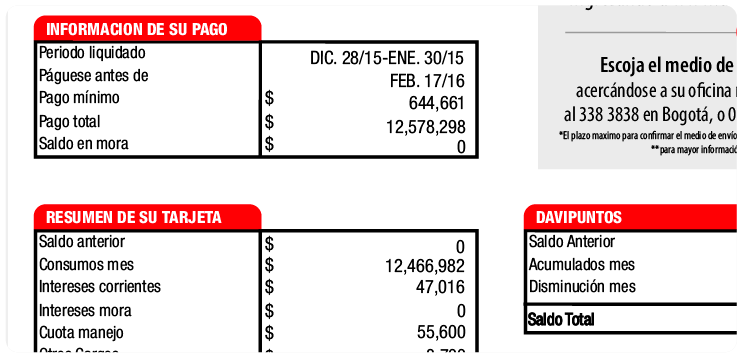 INFORMACION DE SU PAGO
Periodo liquidado DIC. 28/15-ENE. 30/15
Páguese antes de FEB. 17/16
Pago mínimo $ 644,661
Pago total $ 12,578,298
Saldo en mora $ 0
Escoja el medio de
acercándose a su oficina
al 338 3838 en Bogotá, o 0
*El plazo maximo para confirmar el medio de envío
**para mayor informació
RESUMEN DE SU TARJETA
Saldo anterior $ 0
Consumos mes $ 12,466,982
Intereses corrientes $ 47,016
Intereses mora $ 0
Cuota manejo $ 55,600
DAVIPUNTOS
Saldo Anterior
Acumulados mes
Disminución mes
Saldo Total